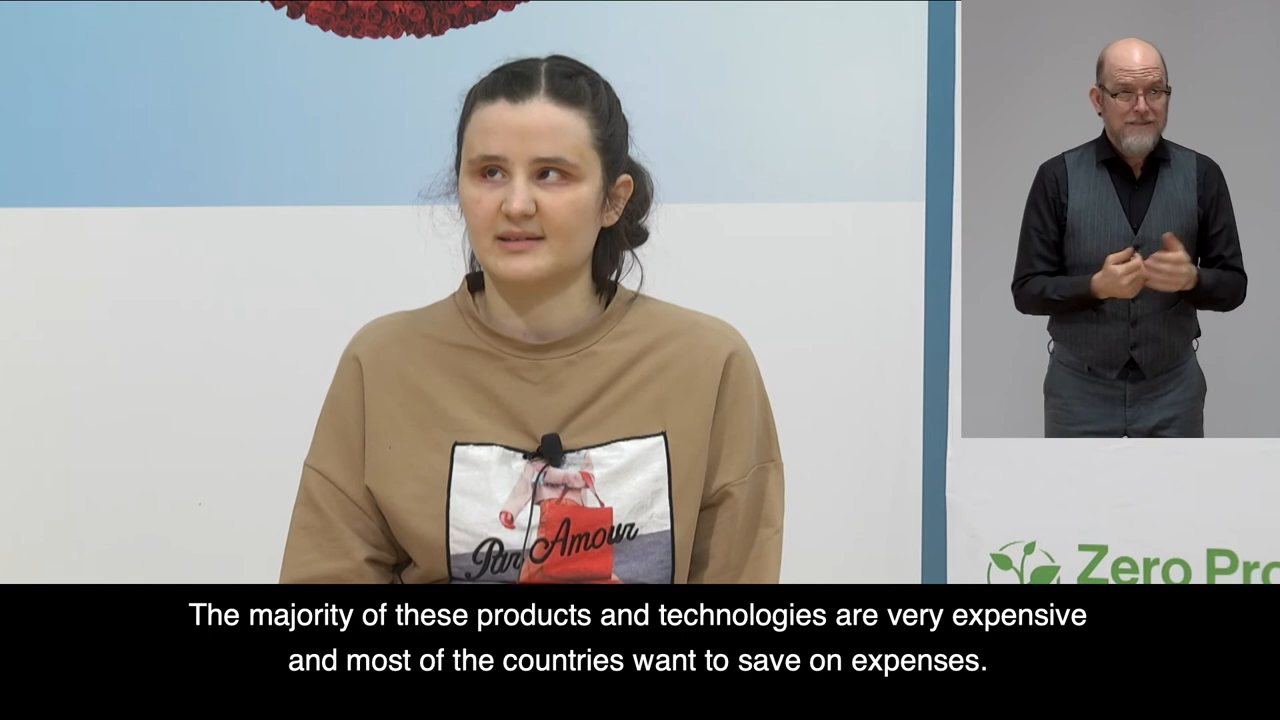 Par Amour
Zero Pro
The majority of these products and technologies are very expensive
and most of the countries want to save on expenses.